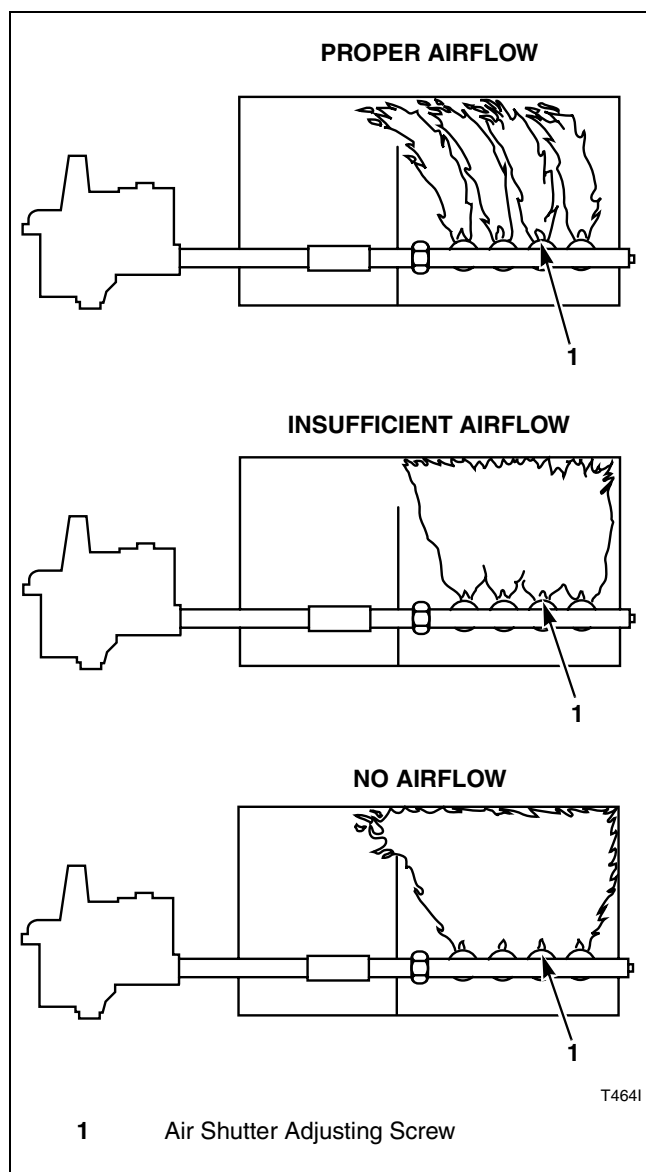 PROPER AIRFLOW
1
INSUFFICIENT AIRFLOW
1
NO AIRFLOW
1
T464I
1 Air Shutter Adjusting Screw